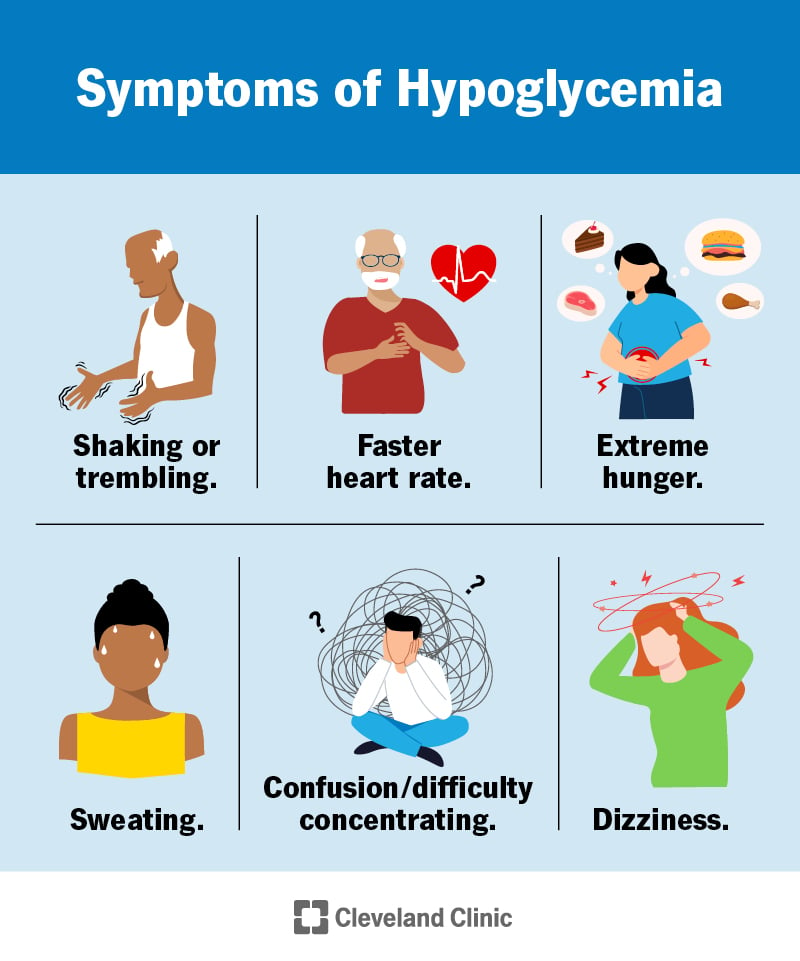 Symptoms of Hypoglycemia
Shaking or
trembling.
Faster
heart rate.
Extreme
hunger.
Sweating.
? ?
Confusion/difficulty
concentrating.
Dizziness.
Cleveland Clinic